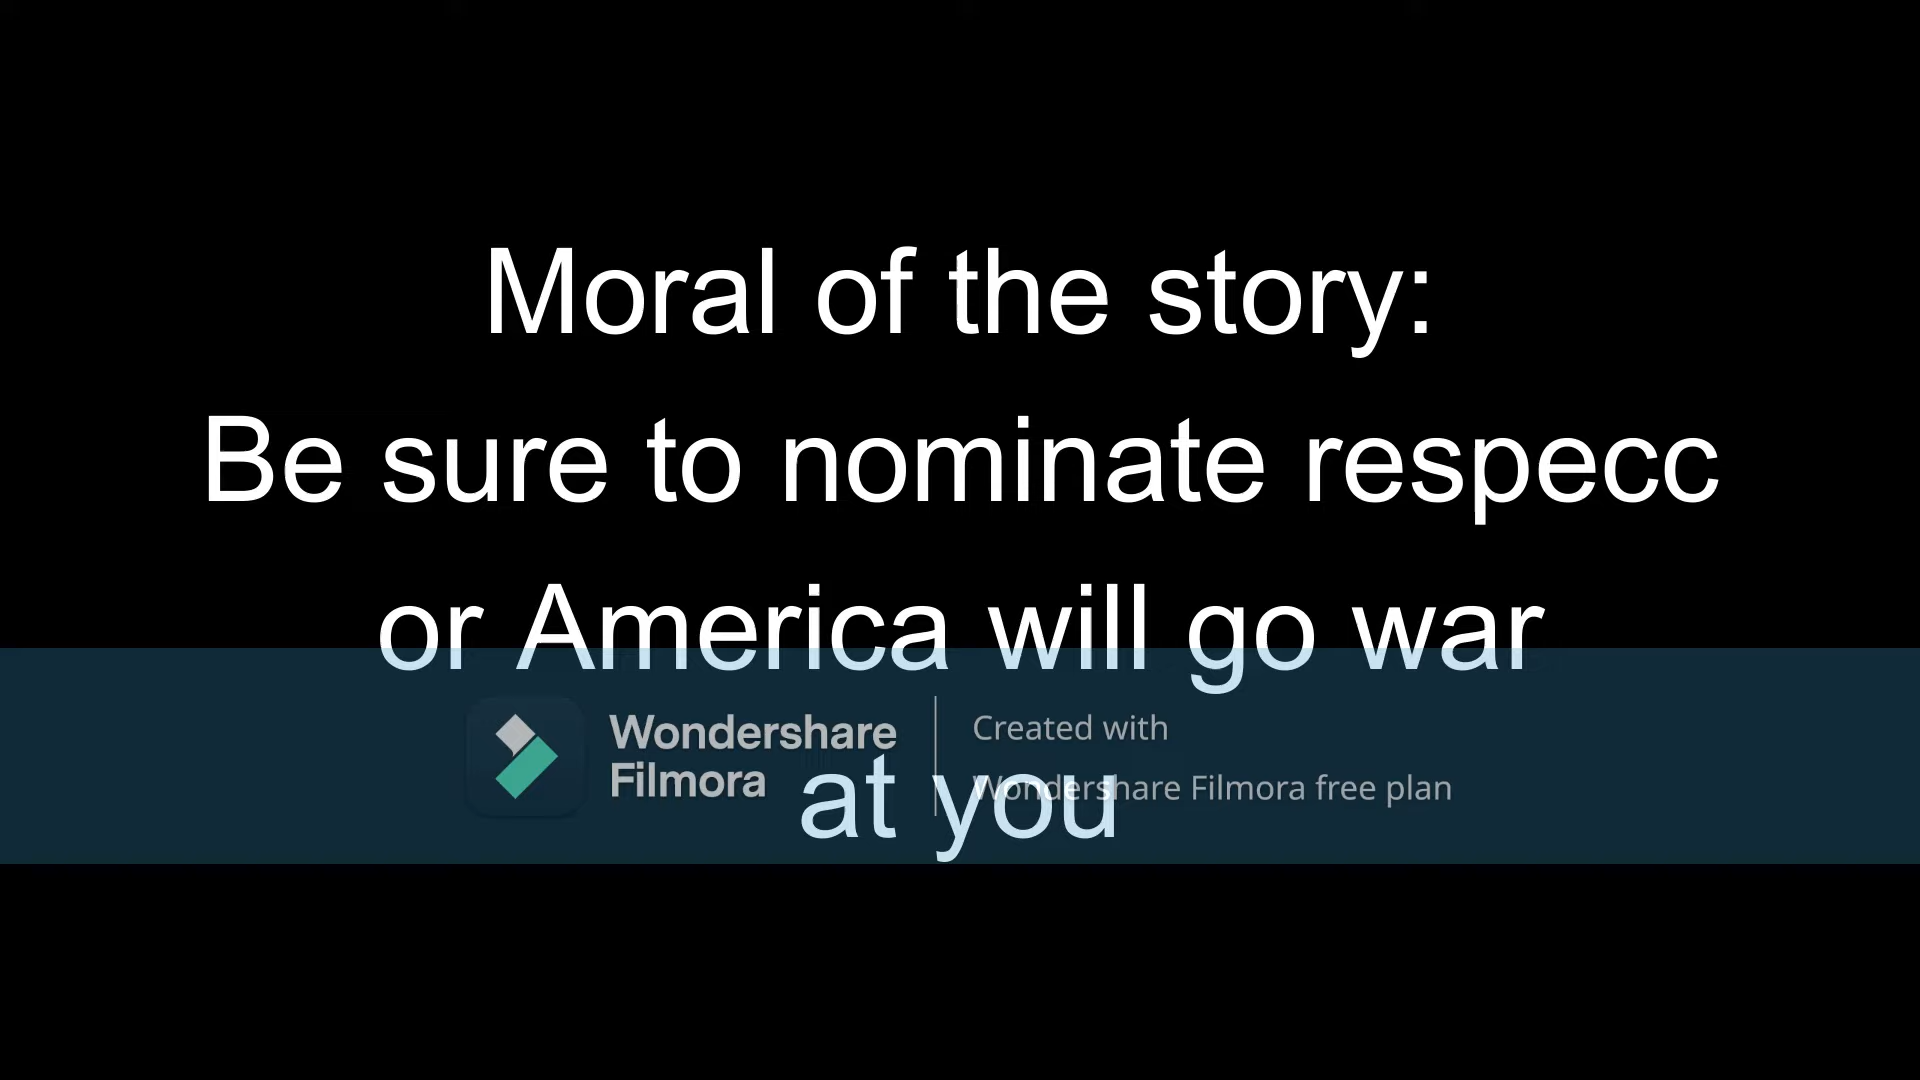 Moral of the story:
Be sure to nominate respecc
or America will go war
at you
Wondershare
Filmora
Created with
Wondershare Filmora free plan